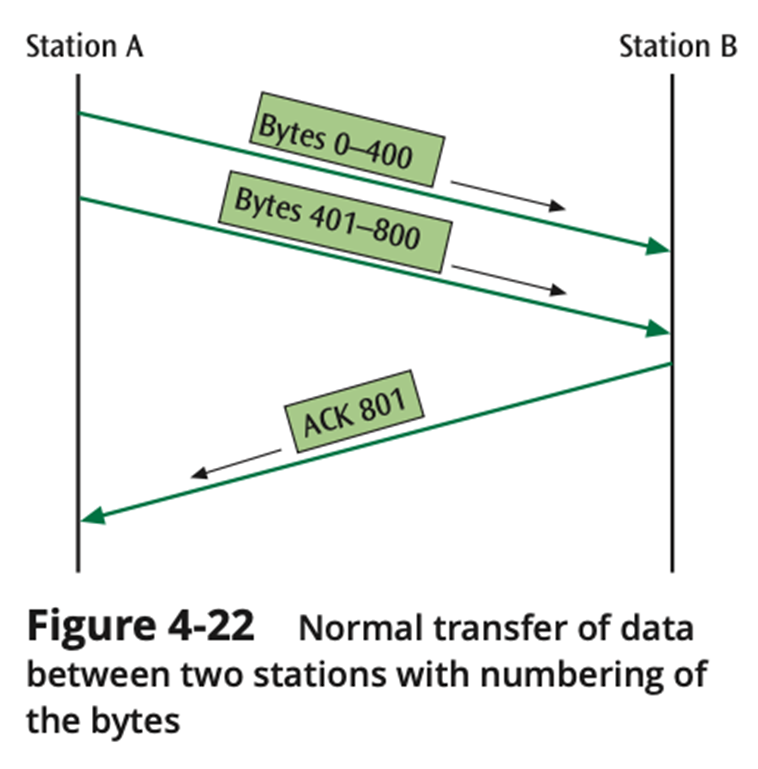 Station A
Station B
Bytes 0–400
Bytes 401–800
ACK 801
Figure 4-22 Normal transfer of data
between two stations with numbering of
the bytes